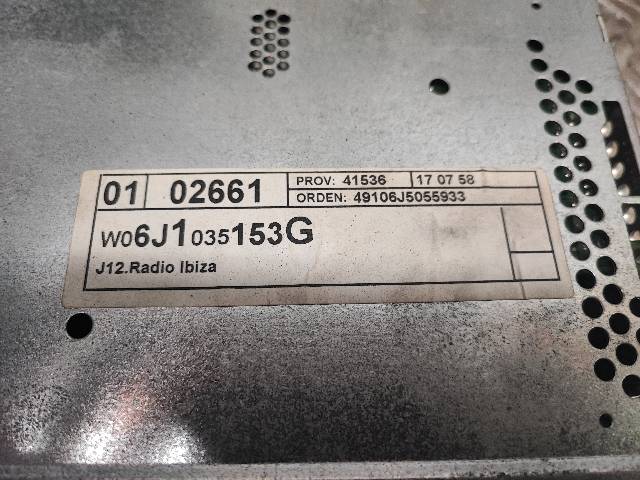 01 02661 PROV: 41536 17 07 58
ORDEN: 49106J5055933
W06J1035153G
J12.Radio Ibiza